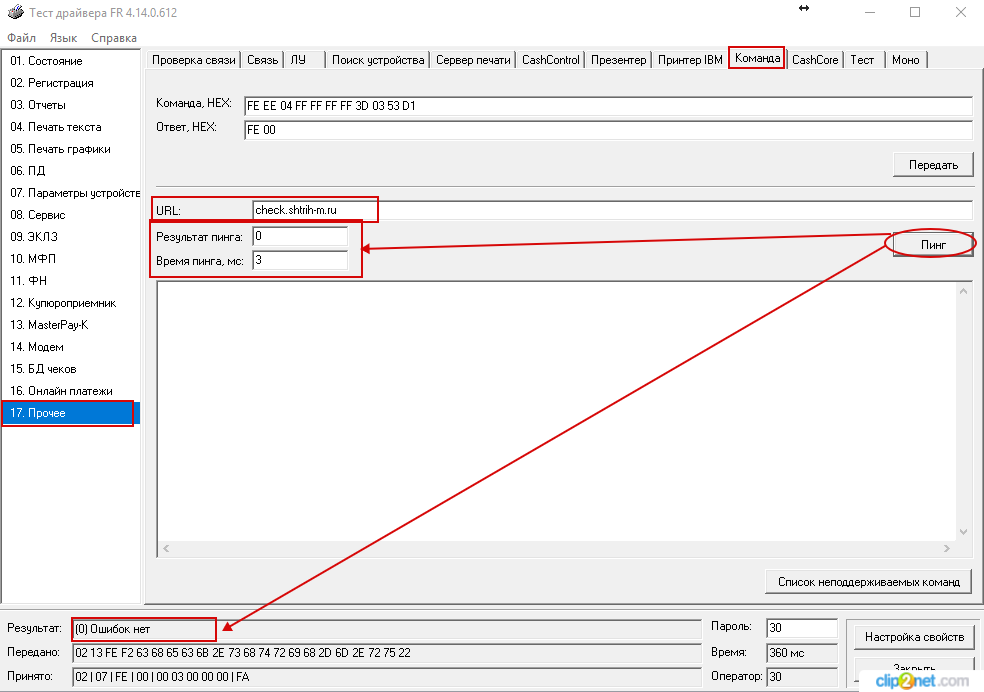 Тест драйвера FR 4.14.0.612
Файл Язык Справка
01. Состояние
02. Регистрация
03. Отчеты
04. Печать текста
05. Печать графики
06. ПД
07. Параметры устройств
08. Сервис
09. ЭКЛЗ
10. МФП
11. ФН
12. Купюроприемник
13. MasterPay-K
14. Модем
15. БД чеков
16. Онлайн платежи
17. Прочее
Проверка связи Связь ЛУ Поиск устройства Сервер печати CashControl Презентер Принтер IBM Команда CashCore Тест Моно
Команда, HEX: FE EE 04 FF FF FF FF 3D 03 53 D1
Ответ, HEX: FE 00
Передать
URL: check.shtrih-m.ru
Результат пинга: 0
Пинг
Время пинга, мс: 3
Список неподдерживаемых команд
Результат: (0) Ошибок нет
Передано: 02 13 FE F2 63 68 65 63 6B 2E 73 68 74 72 69 68 2D 6D 2E 72 75 22
Принято: 02 | 07 | FE | 00 | 00 03 00 00 00 | FA
Пароль: 30
Время: 360 мс
Оператор: 30
Настройка свойств
Закрыть
clip2net.com